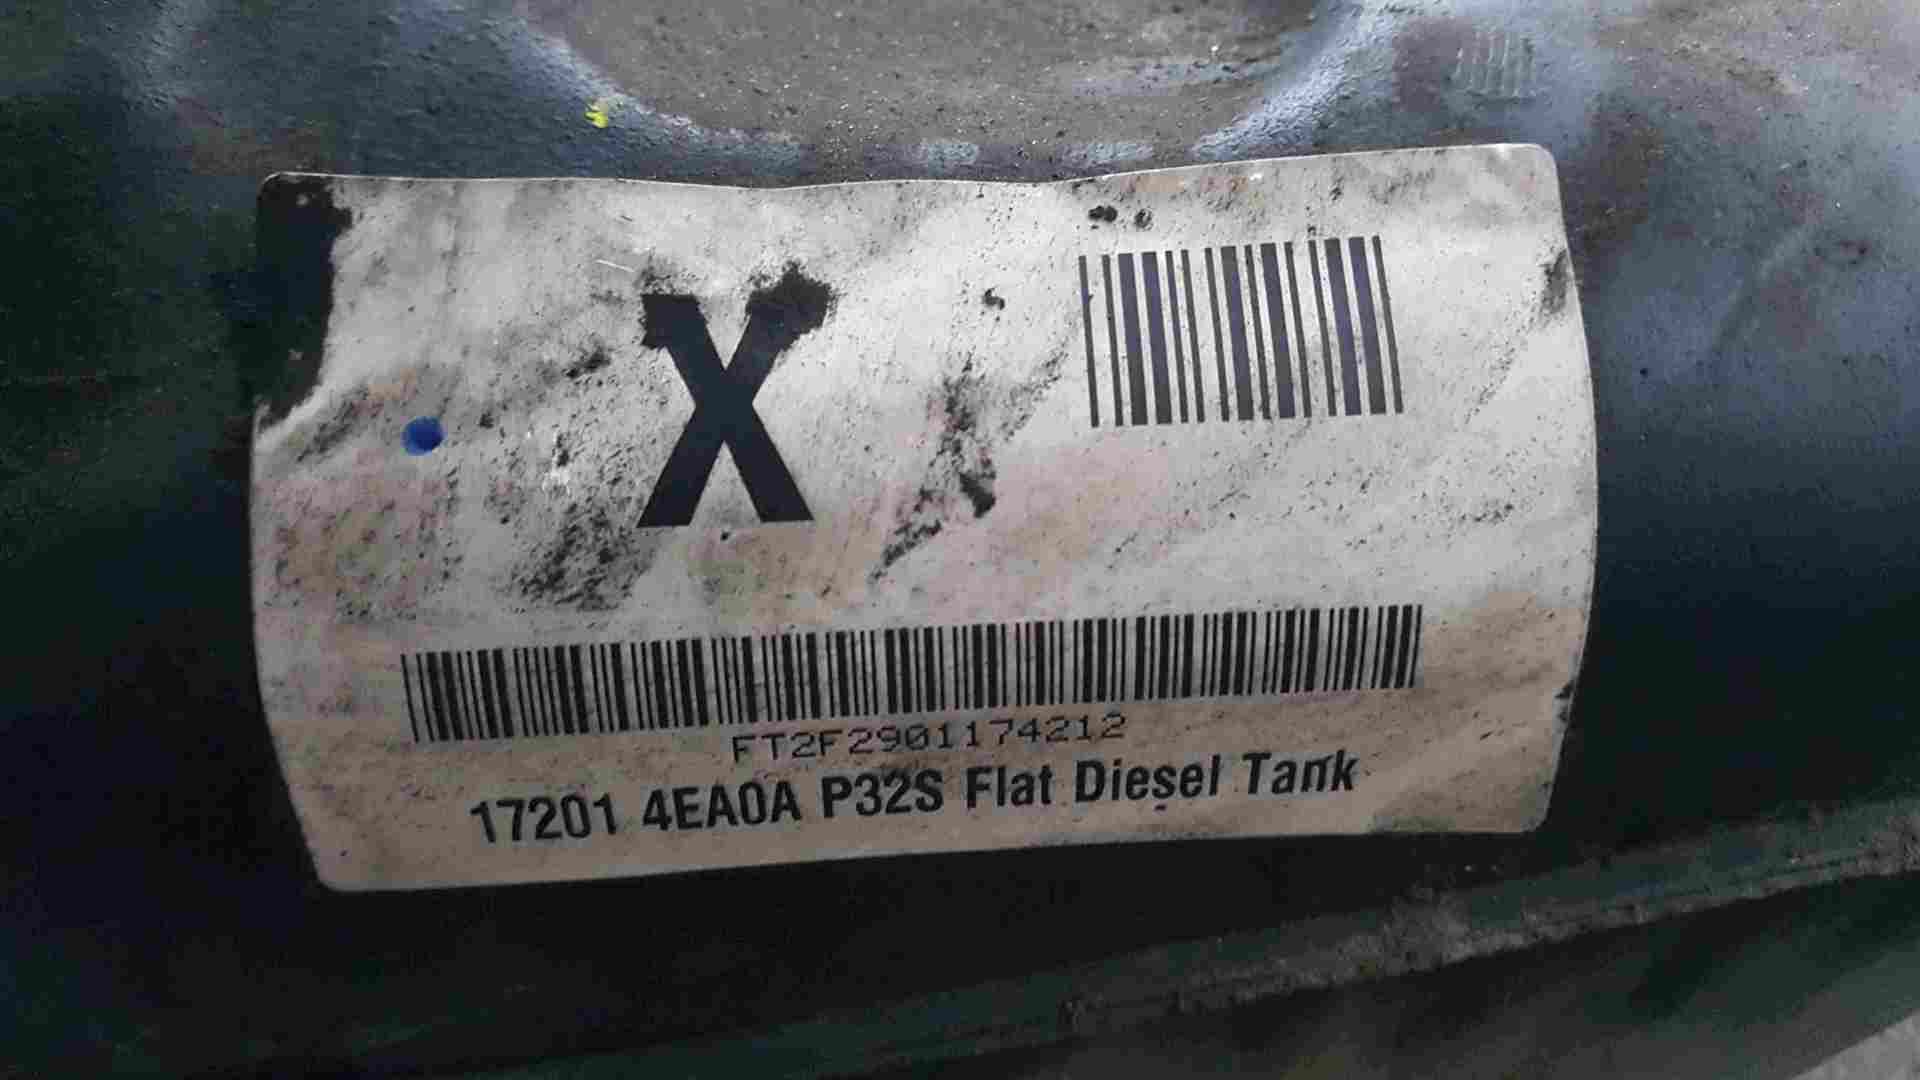 X
FT2F2901174212
17201 4EA0A P32S Flat Diesel Tank